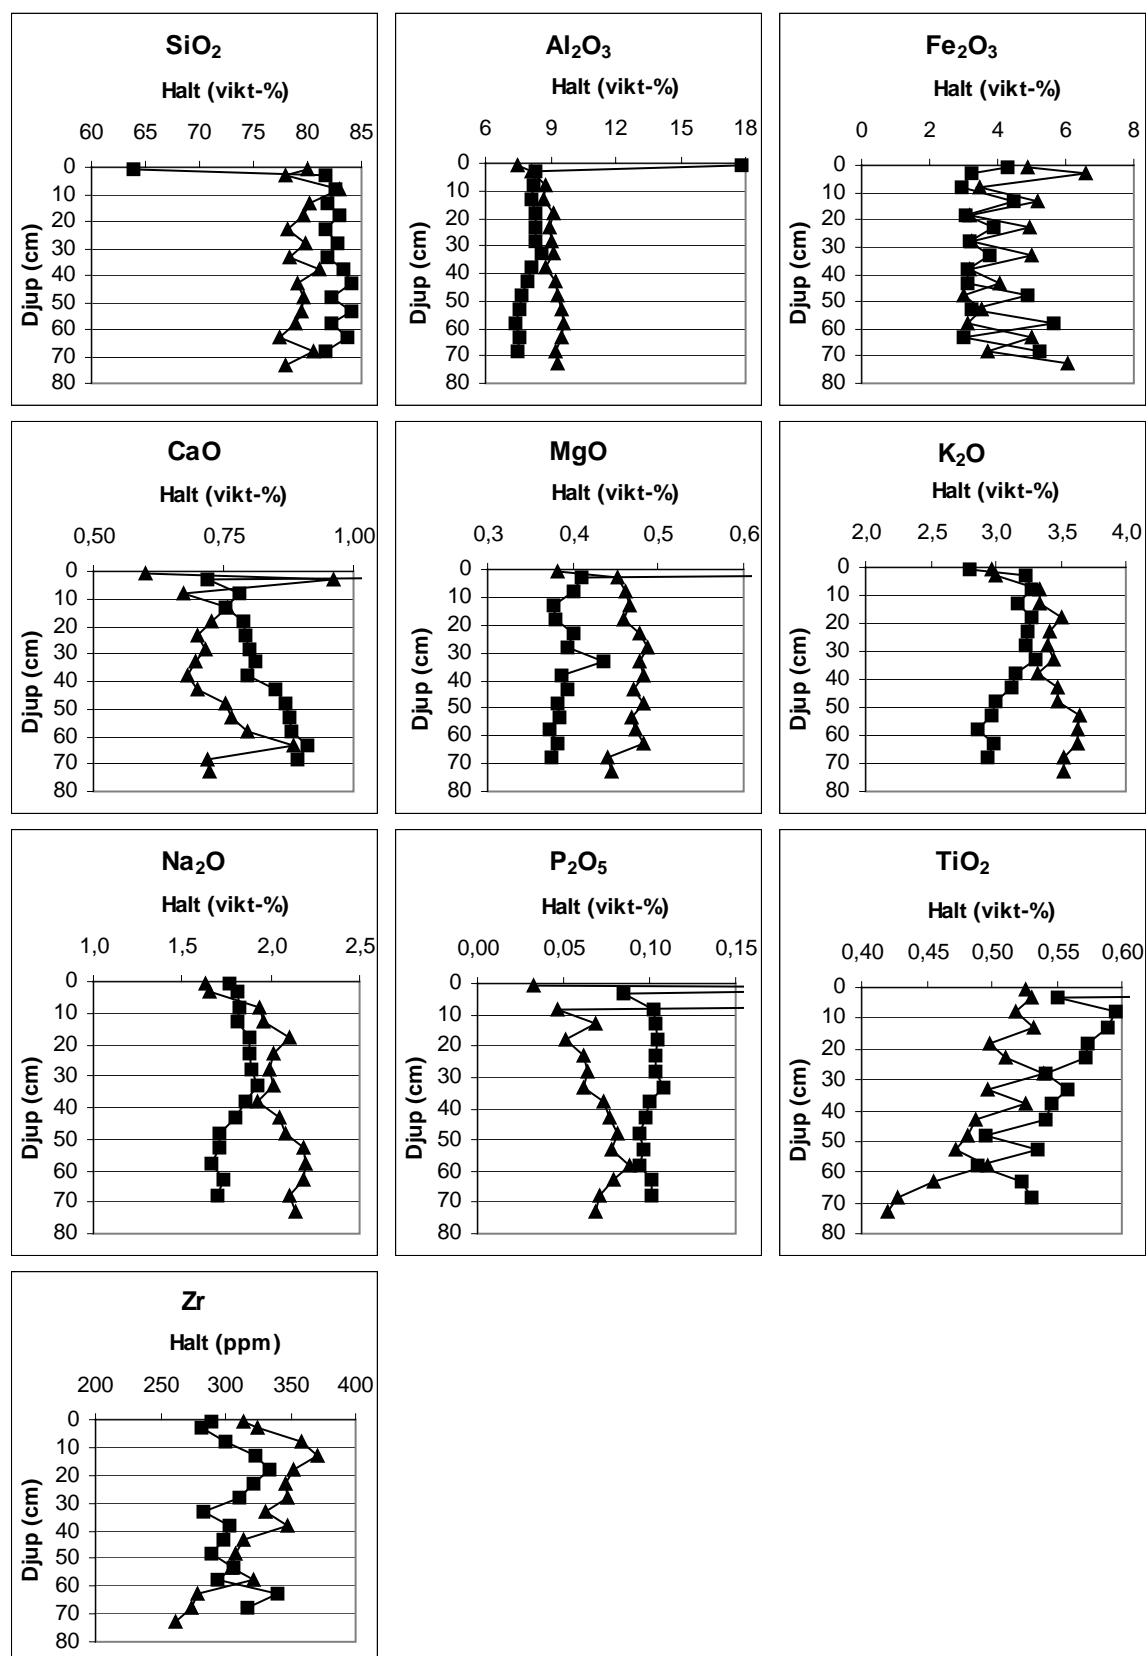 SiO₂
Halt (vikt-%)
60 65 70 75 80 85
0
10
20
30
40
50
60
70
80
Djup (cm)
Al₂O₃
Halt (vikt-%)
6 9 12 15 18
0
10
20
30
40
50
60
70
80
Djup (cm)
Fe₂O₃
Halt (vikt-%)
0 2 4 6 8
0
10
20
30
40
50
60
70
80
Djup (cm)
CaO
Halt (vikt-%)
0,50 0,75 1,00
0
10
20
30
40
50
60
70
80
Djup (cm)
MgO
Halt (vikt-%)
0,3 0,4 0,5 0,6
0
10
20
30
40
50
60
70
80
Djup (cm)
K₂O
Halt (vikt-%)
2,0 2,5 3,0 3,5 4,0
0
10
20
30
40
50
60
70
80
Djup (cm)
Na₂O
Halt (vikt-%)
1,0 1,5 2,0 2,5
0
10
20
30
40
50
60
70
80
Djup (cm)
P₂O₅
Halt (vikt-%)
0,00 0,05 0,10 0,15
0
10
20
30
40
50
60
70
80
Djup (cm)
TiO₂
Halt (vikt-%)
0,40 0,45 0,50 0,55 0,60
0
10
20
30
40
50
60
70
80
Djup (cm)
Zr
Halt (ppm)
200 250 300 350 400
0
10
20
30
40
50
60
70
80
Djup (cm)